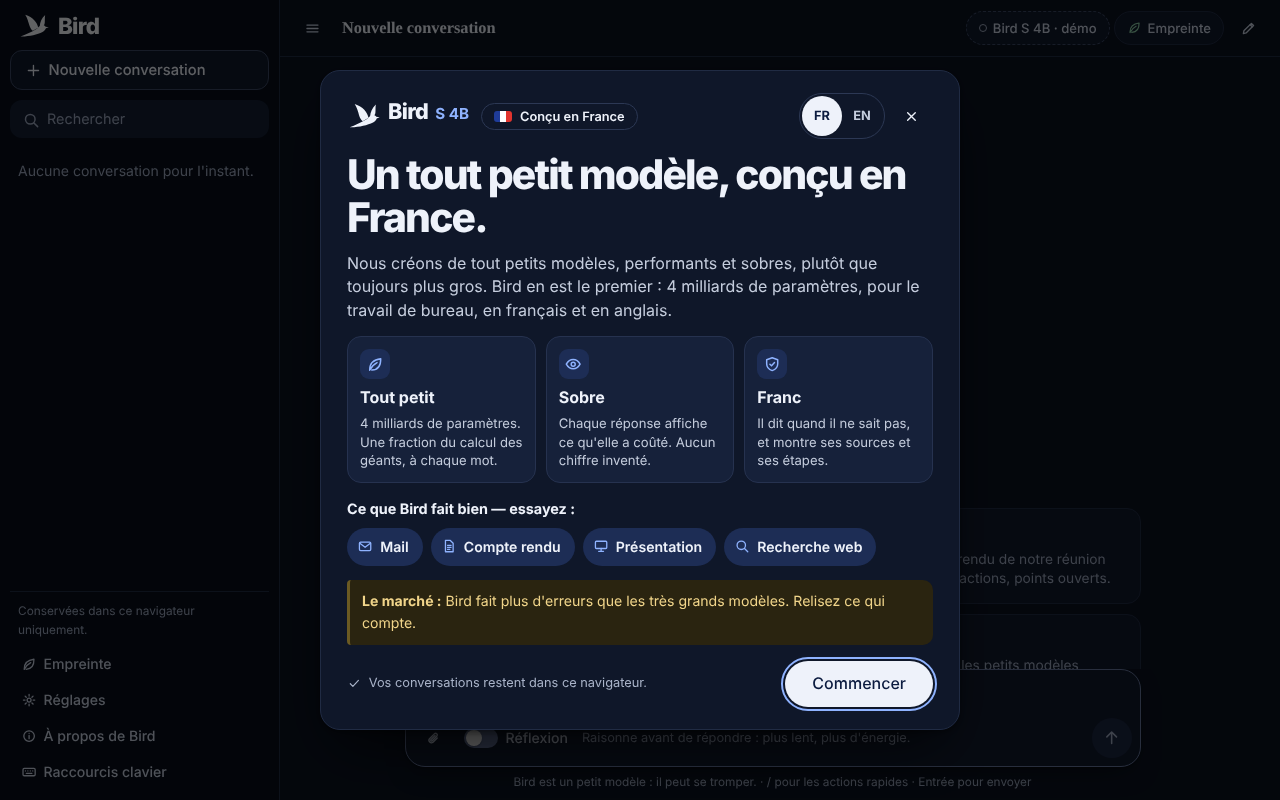 Bird
Nouvelle conversation
Rechercher
Aucune conversation pour l'instant.
Conservées dans ce navigateur
uniquement.
Empreinte
Réglages
À propos de Bird
Raccourcis clavier
Nouvelle conversation
Bird S 4B · démo
Empreinte
Bird S 4B
Conçu en France
FR
EN
Un tout petit modèle, conçu en
France.
Nous créons de tout petits modèles, performants et sobres, plutôt que
toujours plus gros. Bird en est le premier : 4 milliards de paramètres, pour le
travail de bureau, en français et en anglais.
Tout petit
4 milliards de paramètres.
Une fraction du calcul des
géants, à chaque mot.
Sobre
Chaque réponse affiche
ce qu'elle a coûté. Aucun
chiffre inventé.
Franc
Il dit quand il ne sait pas,
et montre ses sources et
ses étapes.
Ce que Bird fait bien — essayez :
Mail
Compte rendu
Présentation
Recherche web
Le marché : Bird fait plus d'erreurs que les très grands modèles. Relisez ce qui
compte.
Vos conversations restent dans ce navigateur.
Commencer
rendu de notre réunion
actions, points ouverts.
les petits modèles
Réflexion
Raisonne avant de répondre : plus lent, plus d'énergie.
Bird est un petit modèle : il peut se tromper. · / pour les actions rapides · Entrée pour envoyer